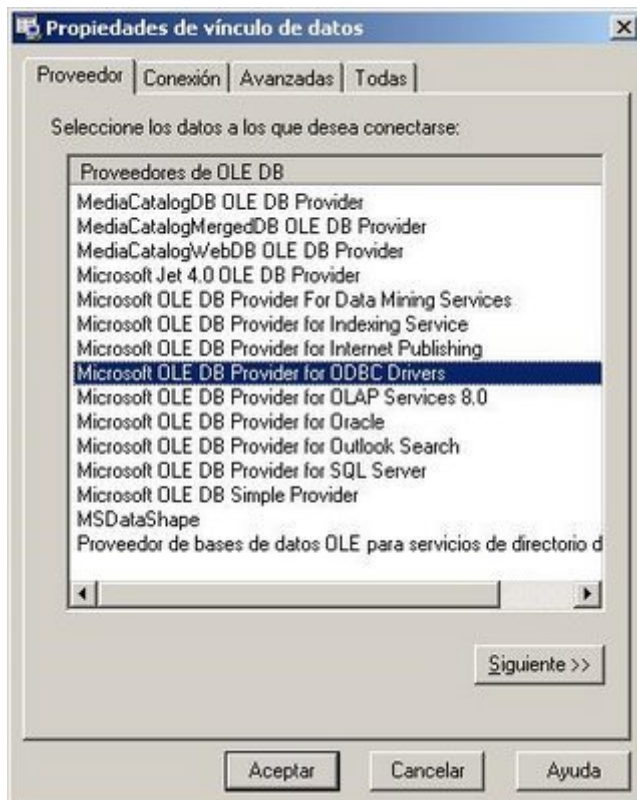 Propiedades de vínculo de datos
Proveedor Conexión Avanzadas Todas
Seleccione los datos a los que desea conectarse:
Proveedores de OLE DB
MediaCatalogDB OLE DB Provider
MediaCatalogMergedDB OLE DB Provider
MediaCatalogWebDB OLE DB Provider
Microsoft Jet 4.0 OLE DB Provider
Microsoft OLE DB Provider For Data Mining Services
Microsoft OLE DB Provider for Indexing Service
Microsoft OLE DB Provider for Internet Publishing
Microsoft OLE DB Provider for ODBC Drivers
Microsoft OLE DB Provider for OLAP Services 8.0
Microsoft OLE DB Provider for Oracle
Microsoft OLE DB Provider for Outlook Search
Microsoft OLE DB Provider for SQL Server
Microsoft OLE DB Simple Provider
MSDataShape
Proveedor de bases de datos OLE para servicios de directorio d
Siguiente >>
Aceptar Cancelar Ayuda